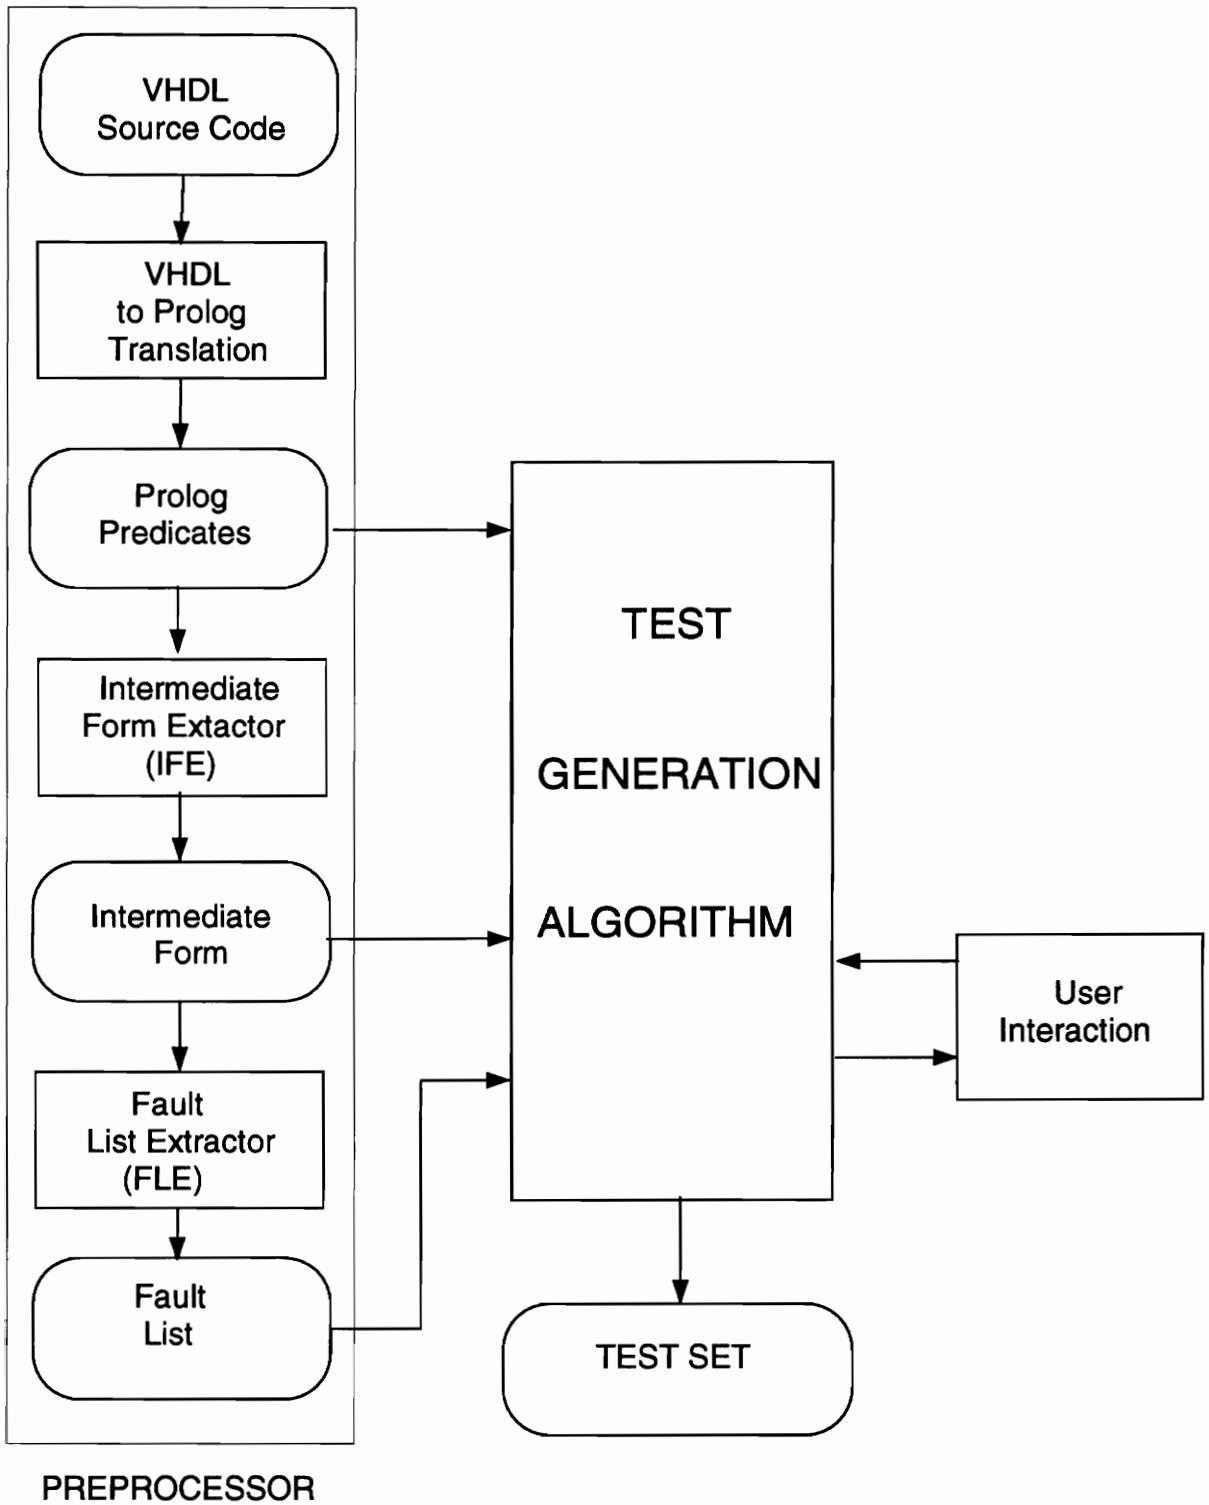 VHDL
Source Code
VHDL
to Prolog
Translation
Prolog
Predicates
Intermediate
Form Extactor
(IFE)
Intermediate
Form
Fault
List Extractor
(FLE)
Fault
List
PREPROCESSOR
TEST
GENERATION
ALGORITHM
User
Interaction
TEST SET